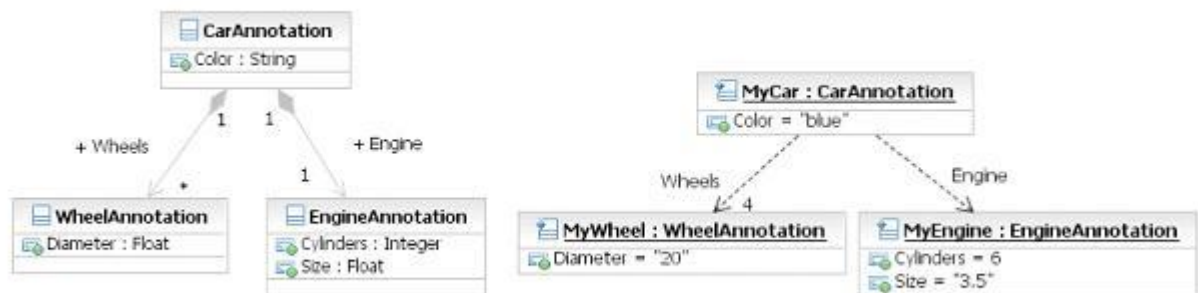 CarAnnotation
Color : String
1
1
+ Wheels
+ Engine
*
1
WheelAnnotation
Diameter : Float
EngineAnnotation
Cylinders : Integer
Size : Float
MyCar : CarAnnotation
Color = "blue"
Wheels
Engine
4
MyWheel : WheelAnnotation
Diameter = "20"
MyEngine : EngineAnnotation
Cylinders = 6
Size = "3.5"